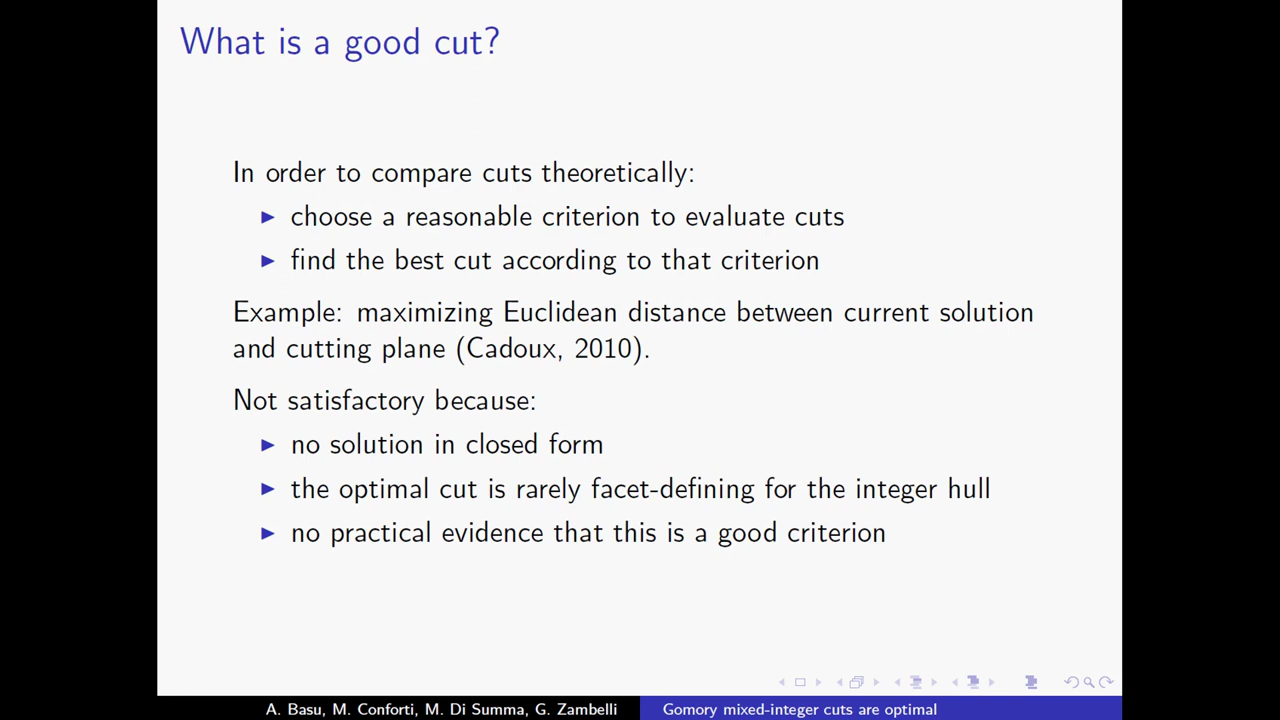 What is a good cut?
In order to compare cuts theoretically:
choose a reasonable criterion to evaluate cuts
find the best cut according to that criterion
Example: maximizing Euclidean distance between current solution
and cutting plane (Cadoux, 2010).
Not satisfactory because:
no solution in closed form
the optimal cut is rarely facet-defining for the integer hull
no practical evidence that this is a good criterion
A. Basu, M. Conforti, M. Di Summa, G. Zambelli
Gomory mixed-integer cuts are optimal